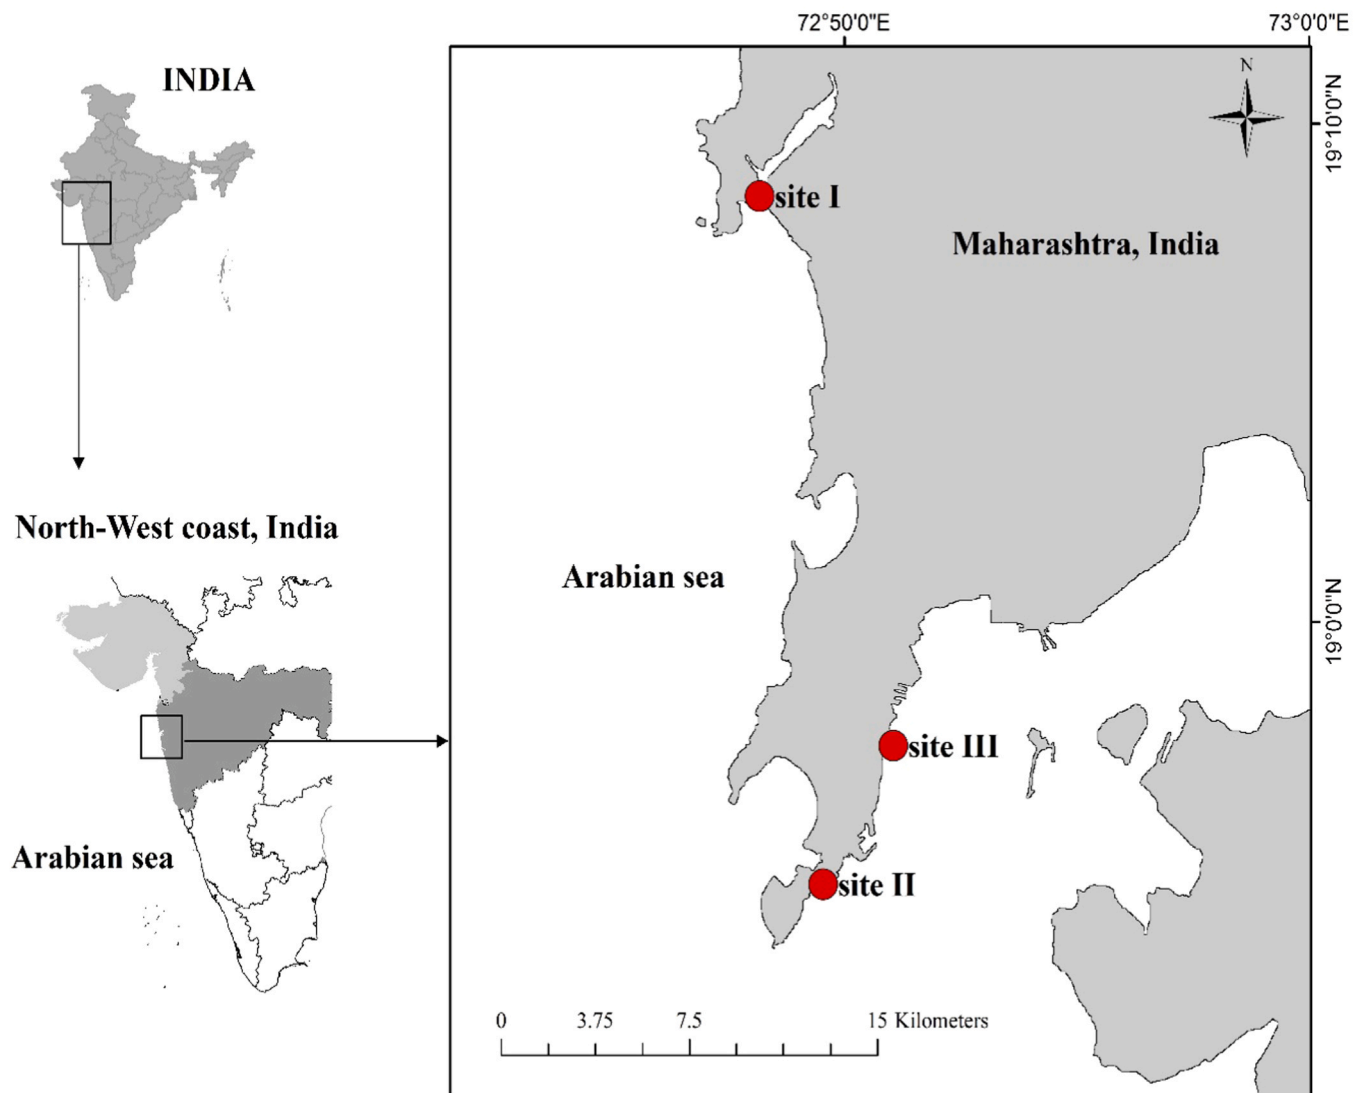 72°50'0"E
73°0'0"E
INDIA
N
19°10'0"N
site I
Maharashtra, India
North-West coast, India
Arabian sea
19°0'0"N
site III
Arabian sea
site II
0 3.75 7.5 15 Kilometers